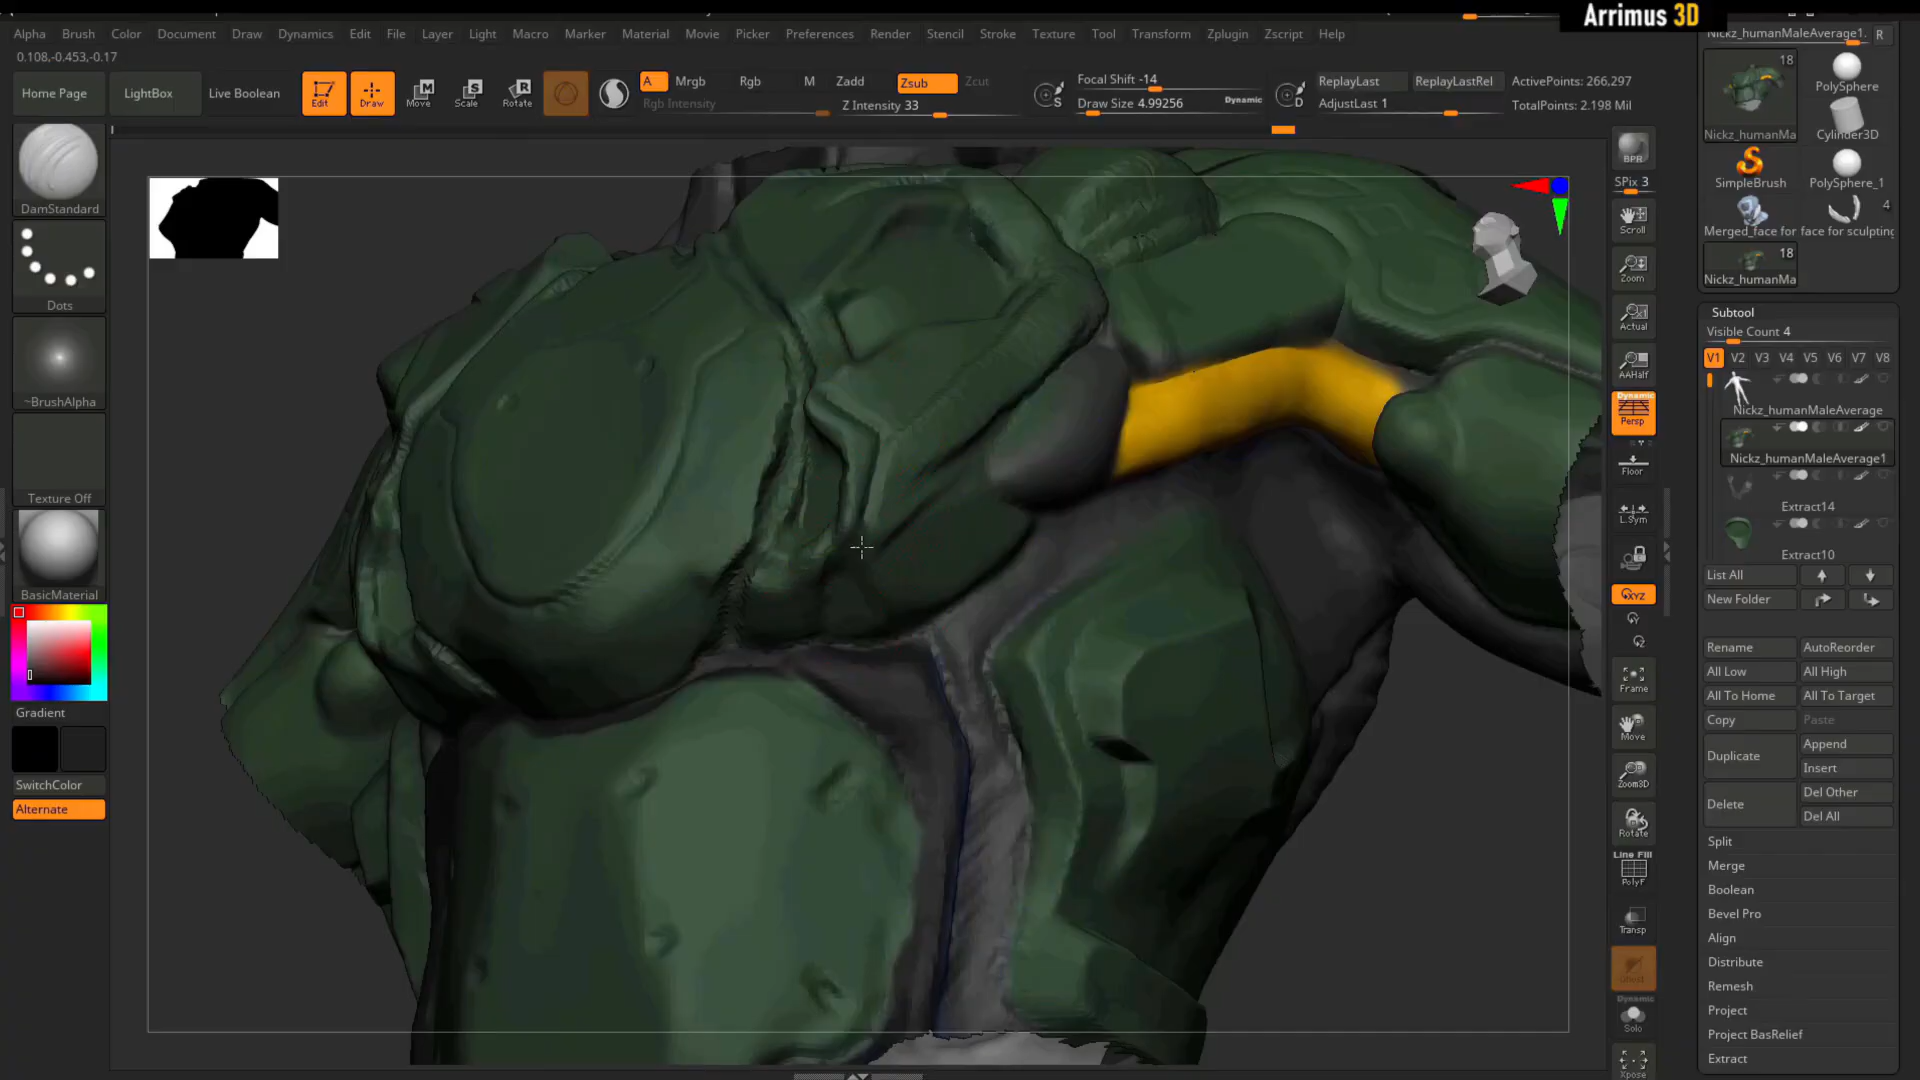 Arrimus 3D
Alpha Brush Color Document Draw Dynamics Edit File Layer Light Macro Marker Material Movie Picker Preferences Render Stencil Stroke Texture Tool Transform Zplugin Zscript Help
0.108,-0.453,-0.17
Home Page LightBox Live Boolean Edit Draw Move Scale Rotate A Mrgb Rgb M Zadd Zsub Zcut
Rgb Intensity Z Intensity 33
Focal Shift -14
Draw Size 4.99256 Dynamic
S D
ReplayLast ReplayLastRel ActivePoints: 266,297
AdjustLast 1 TotalPoints: 2.198 Mil
DamStandard
Dots
~BrushAlpha
Texture Off
BasicMaterial
Gradient
SwitchColor
Alternate
BPR
SPix 3
Scroll
Zoom
Actual
AAHalf
Dynamic
Persp
Floor
L.Sym
XYZ
Frame
Move
Zoom3D
Rotate
Line Fill
PolyF
Transp
Ghost
Dynamic
Solo
Xpose
Nickz_humanMaleAverage1. R
18
PolySphere
Nickz_humanMa Cylinder3D
SimpleBrush PolySphere_1
4
Merged_face for face for sculpting
18
Nickz_humanMa
Subtool
Visible Count 4
V1 V2 V3 V4 V5 V6 V7 V8
Nickz_humanMaleAverage
Nickz_humanMaleAverage1
Extract14
Extract10
List All
New Folder
Rename AutoReorder
All Low All High
All To Home All To Target
Copy Paste
Duplicate Append
Insert
Delete Del Other
Del All
Split
Merge
Boolean
Bevel Pro
Align
Distribute
Remesh
Project
Project BasRelief
Extract